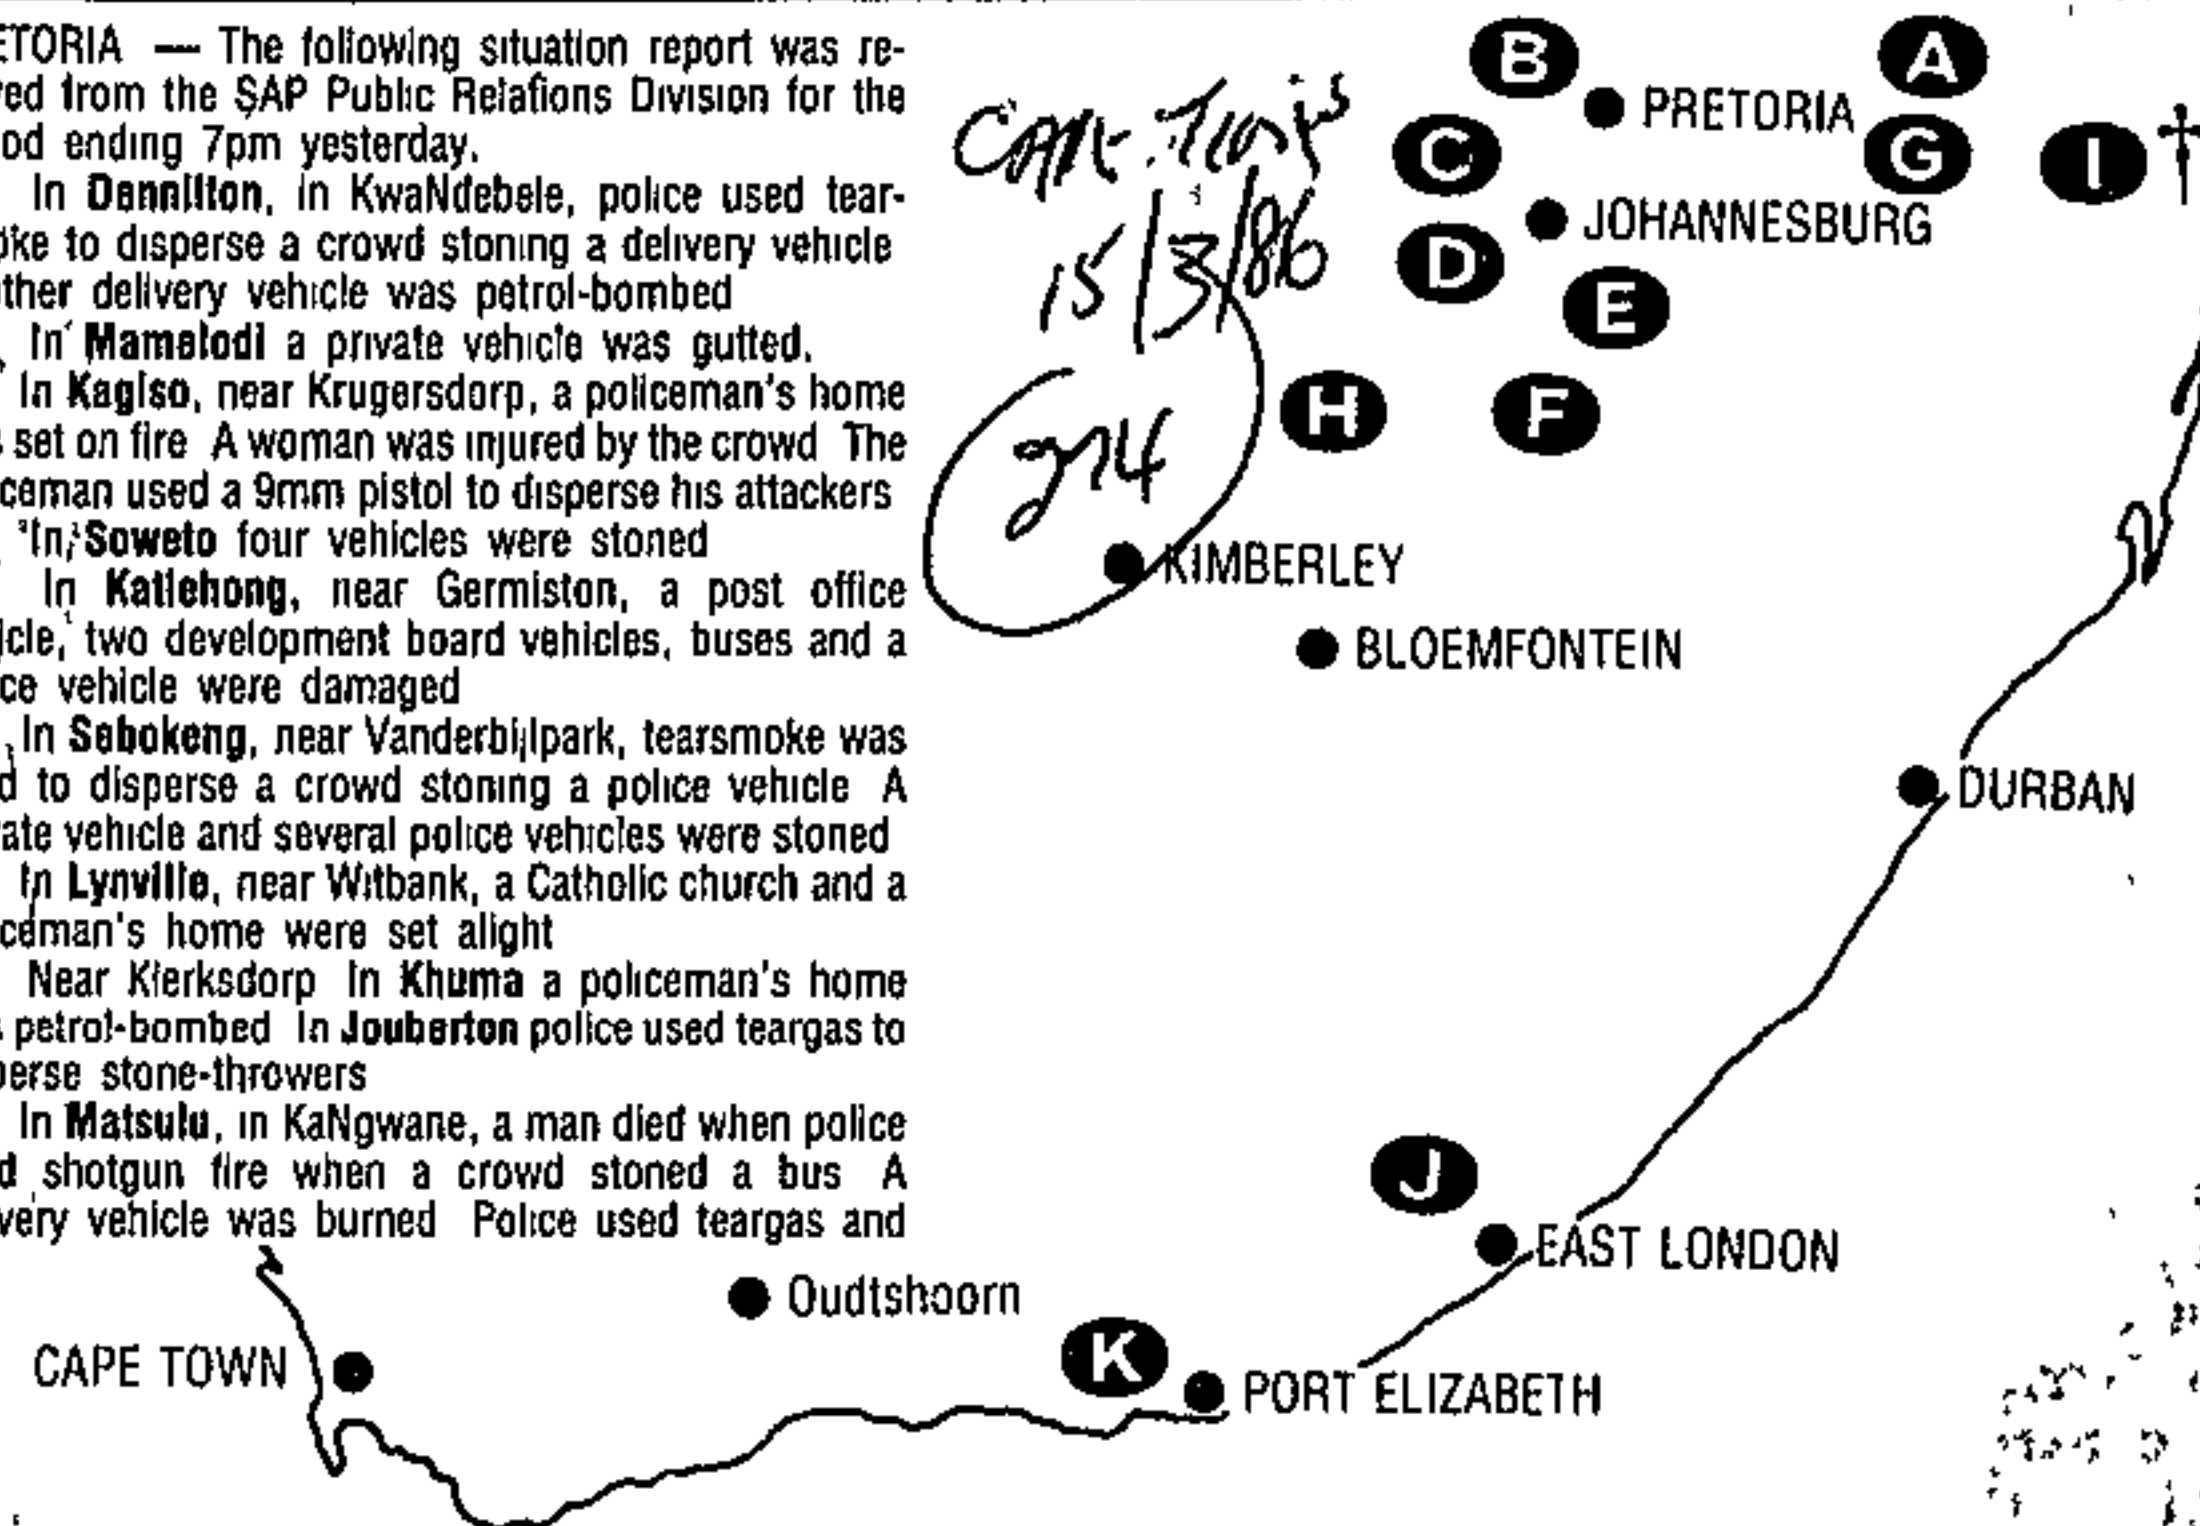 ETORIA — The following situation report was re-
ved from the SAP Public Relations Division for the
od ending 7pm yesterday.
In Dennilton, in KwaNdebele, police used tear-
oke to disperse a crowd stoning a delivery vehicle
ther delivery vehicle was petrol-bombed
In Mamelodi a private vehicle was gutted.
In Kagiso, near Krugersdorp, a policeman's home
s set on fire A woman was injured by the crowd The
ceman used a 9mm pistol to disperse his attackers
In Soweto four vehicles were stoned
In Katlehong, near Germiston, a post office
icle, two development board vehicles, buses and a
ce vehicle were damaged
In Sebokeng, near Vanderbijlpark, tearsmoke was
d to disperse a crowd stoning a police vehicle A
ate vehicle and several police vehicles were stoned
In Lynville, near Witbank, a Catholic church and a
ceman's home were set alight
Near Klerksdorp In Khuma a policeman's home
s petrol-bombed In Jouberton police used teargas to
perse stone-throwers
In Matsulu, in KaNgwane, a man died when police
d shotgun fire when a crowd stoned a bus A
very vehicle was burned Police used teargas and
15/3/86
B
A
PRETORIA
C
G
I †
JOHANNESBURG
D
E
H
F
KIMBERLEY
BLOEMFONTEIN
DURBAN
J
EAST LONDON
Oudtshoorn
K
CAPE TOWN
PORT ELIZABETH